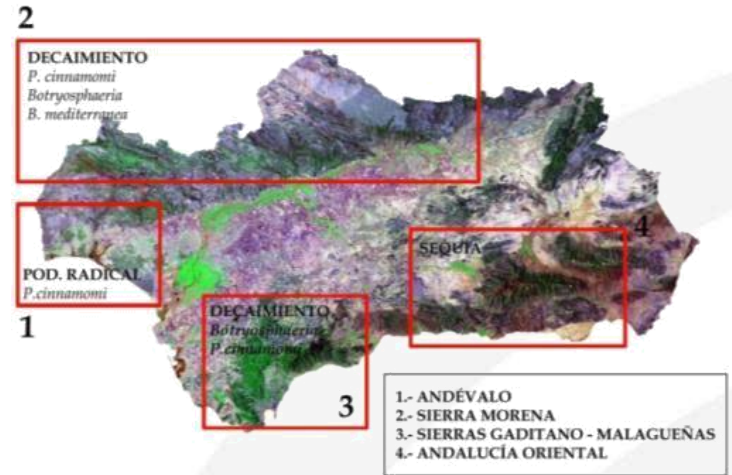 2
DECAIMIENTO
P. cinnamomi
Botryosphaeria
B. mediterranea
4
SEQUIA
POD. RADICAL
P.cinnamomi
1
DECAIMIENTO
Botryosphaeria
P.cinnamomi
3
1.- ANDÉVALO
2.- SIERRA MORENA
3.- SIERRAS GADITANO - MALAGUEÑAS
4.- ANDALUCÍA ORIENTAL